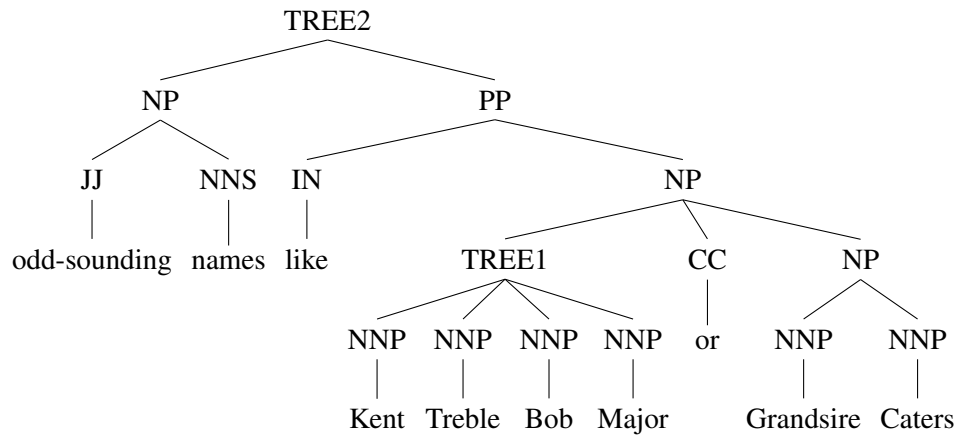 TREE2
NP PP
JJ NNS IN NP
odd-sounding names like TREE1 CC NP
NNP NNP NNP NNP or NNP NNP
Kent Treble Bob Major Grandsire Caters